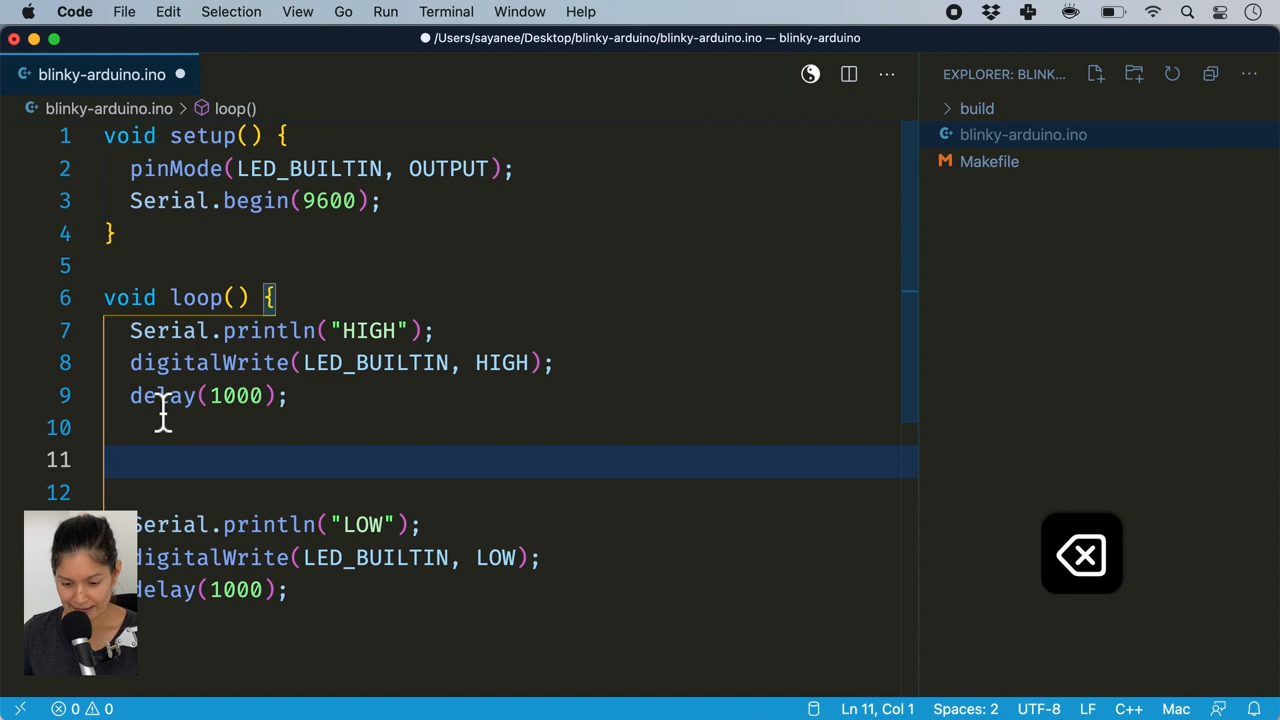 Code File Edit Selection View Go Run Terminal Window Help
/Users/sayanee/Desktop/blinky-arduino/blinky-arduino.ino — blinky-arduino
blinky-arduino.ino
EXPLORER: BLINK...
blinky-arduino.ino > loop()
build
blinky-arduino.ino
Makefile
1 void setup() {
2 pinMode(LED_BUILTIN, OUTPUT);
3 Serial.begin(9600);
4 }
5
6 void loop() {
7 Serial.println("HIGH");
8 digitalWrite(LED_BUILTIN, HIGH);
9 delay(1000);
10
11
12
Serial.println("LOW");
digitalWrite(LED_BUILTIN, LOW);
delay(1000);
0 0 Ln 11, Col 1 Spaces: 2 UTF-8 LF C++ Mac